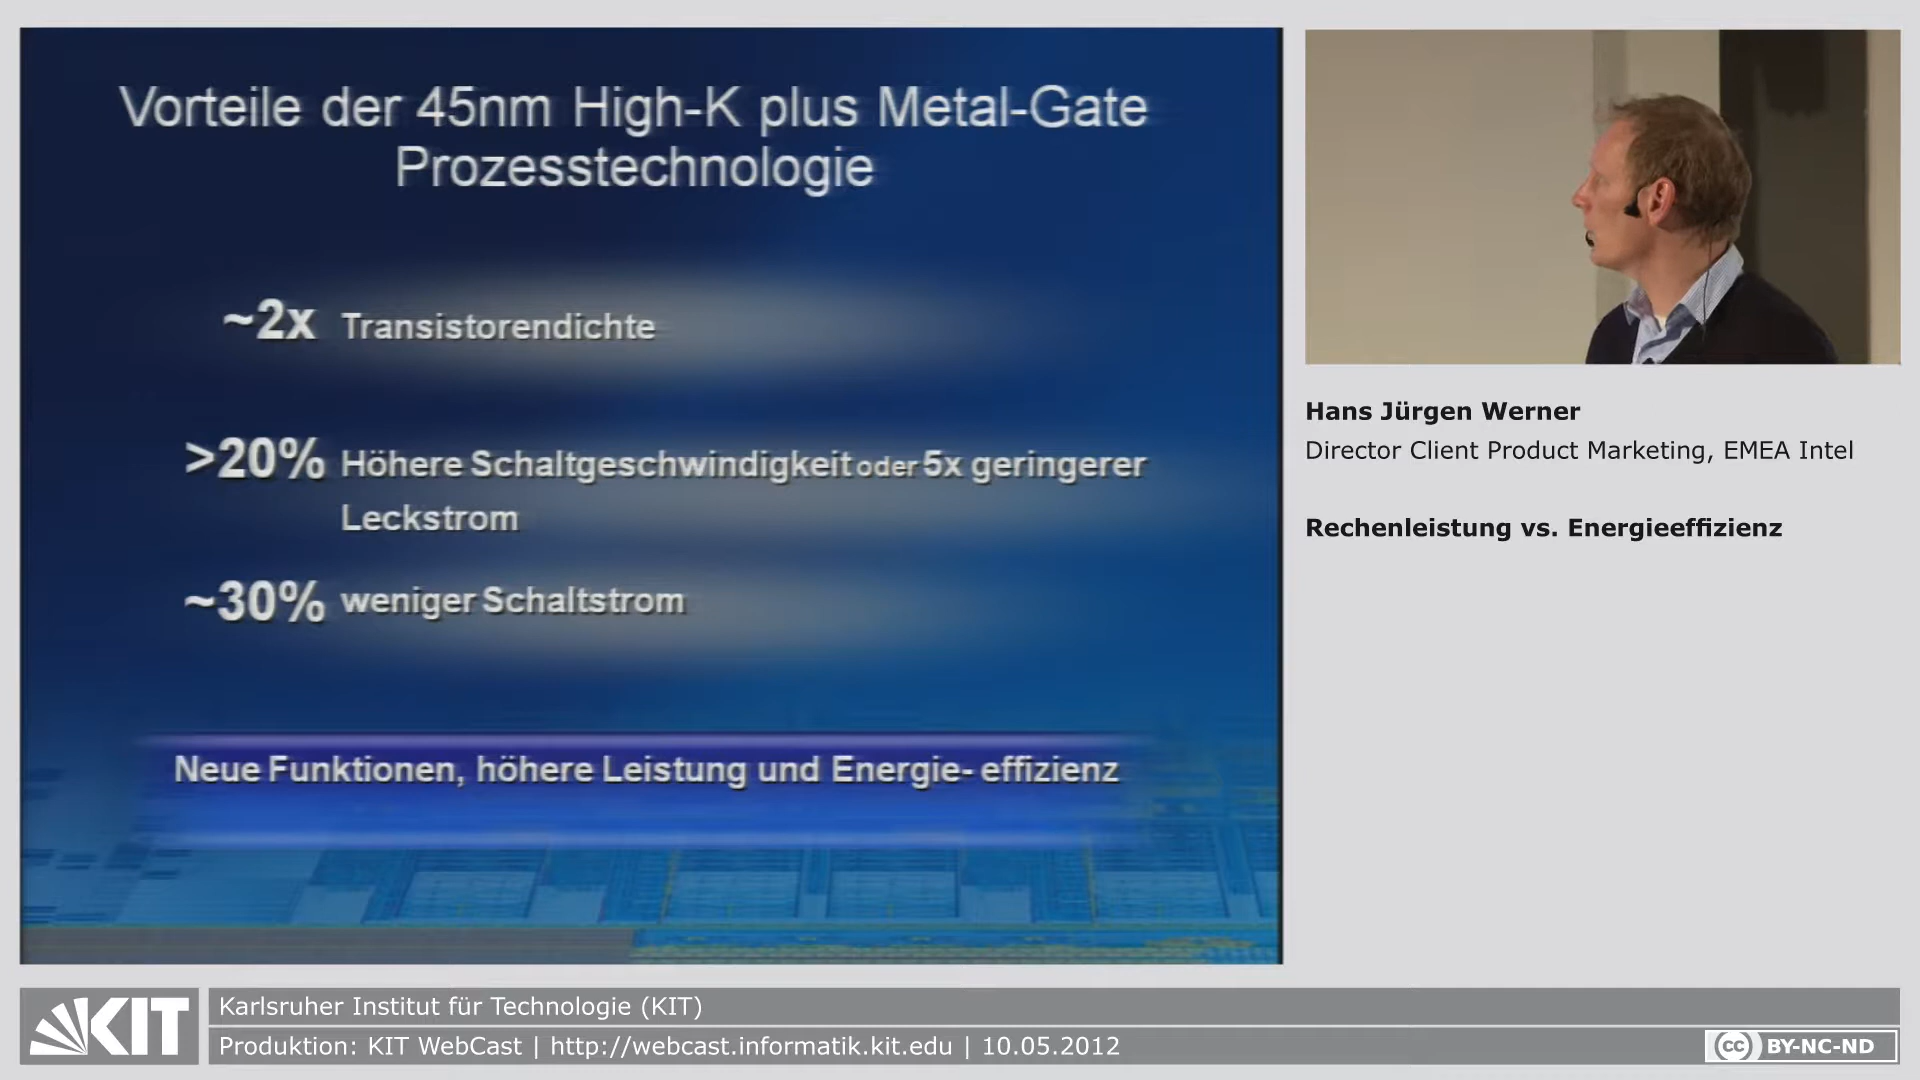 Vorteile der 45nm High-K plus Metal-Gate
Prozesstechnologie
~2x Transistorendichte
>20% Höhere Schaltgeschwindigkeit oder 5x geringerer
Leckstrom
~30% weniger Schaltstrom
Neue Funktionen, höhere Leistung und Energie- effizienz
Hans Jürgen Werner
Director Client Product Marketing, EMEA Intel
Rechenleistung vs. Energieeffizienz
KIT
Karlsruher Institut für Technologie (KIT)
Produktion: KIT WebCast | http://webcast.informatik.kit.edu | 10.05.2012
cc BY-NC-ND